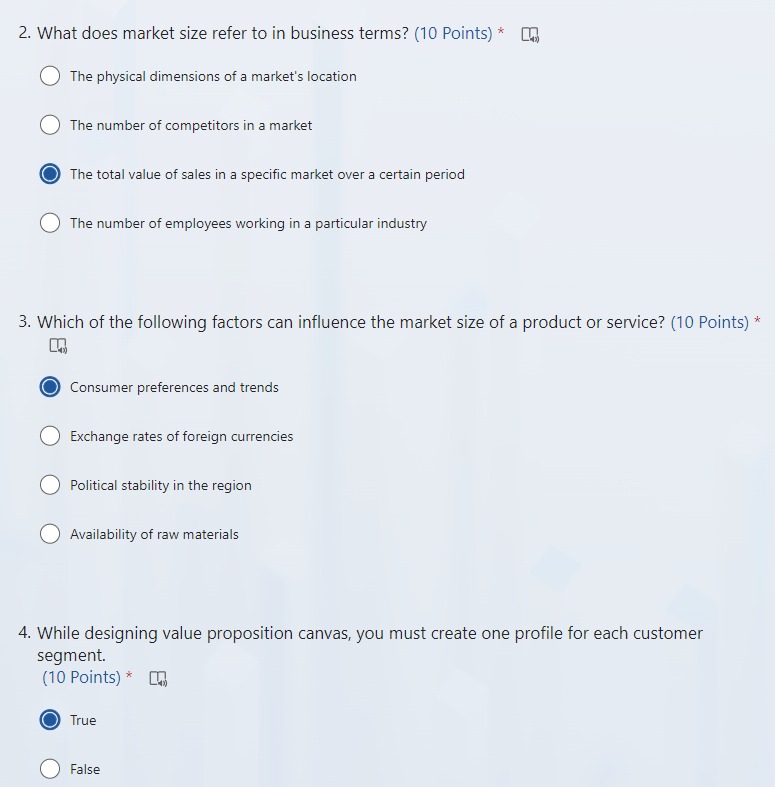 2. What does market size refer to in business terms? (10 Points) *
The physical dimensions of a market's location
The number of competitors in a market
The total value of sales in a specific market over a certain period
The number of employees working in a particular industry
3. Which of the following factors can influence the market size of a product or service? (10 Points) *
Consumer preferences and trends
Exchange rates of foreign currencies
Political stability in the region
Availability of raw materials
4. While designing value proposition canvas, you must create one profile for each customer
segment.
(10 Points) *
True
False